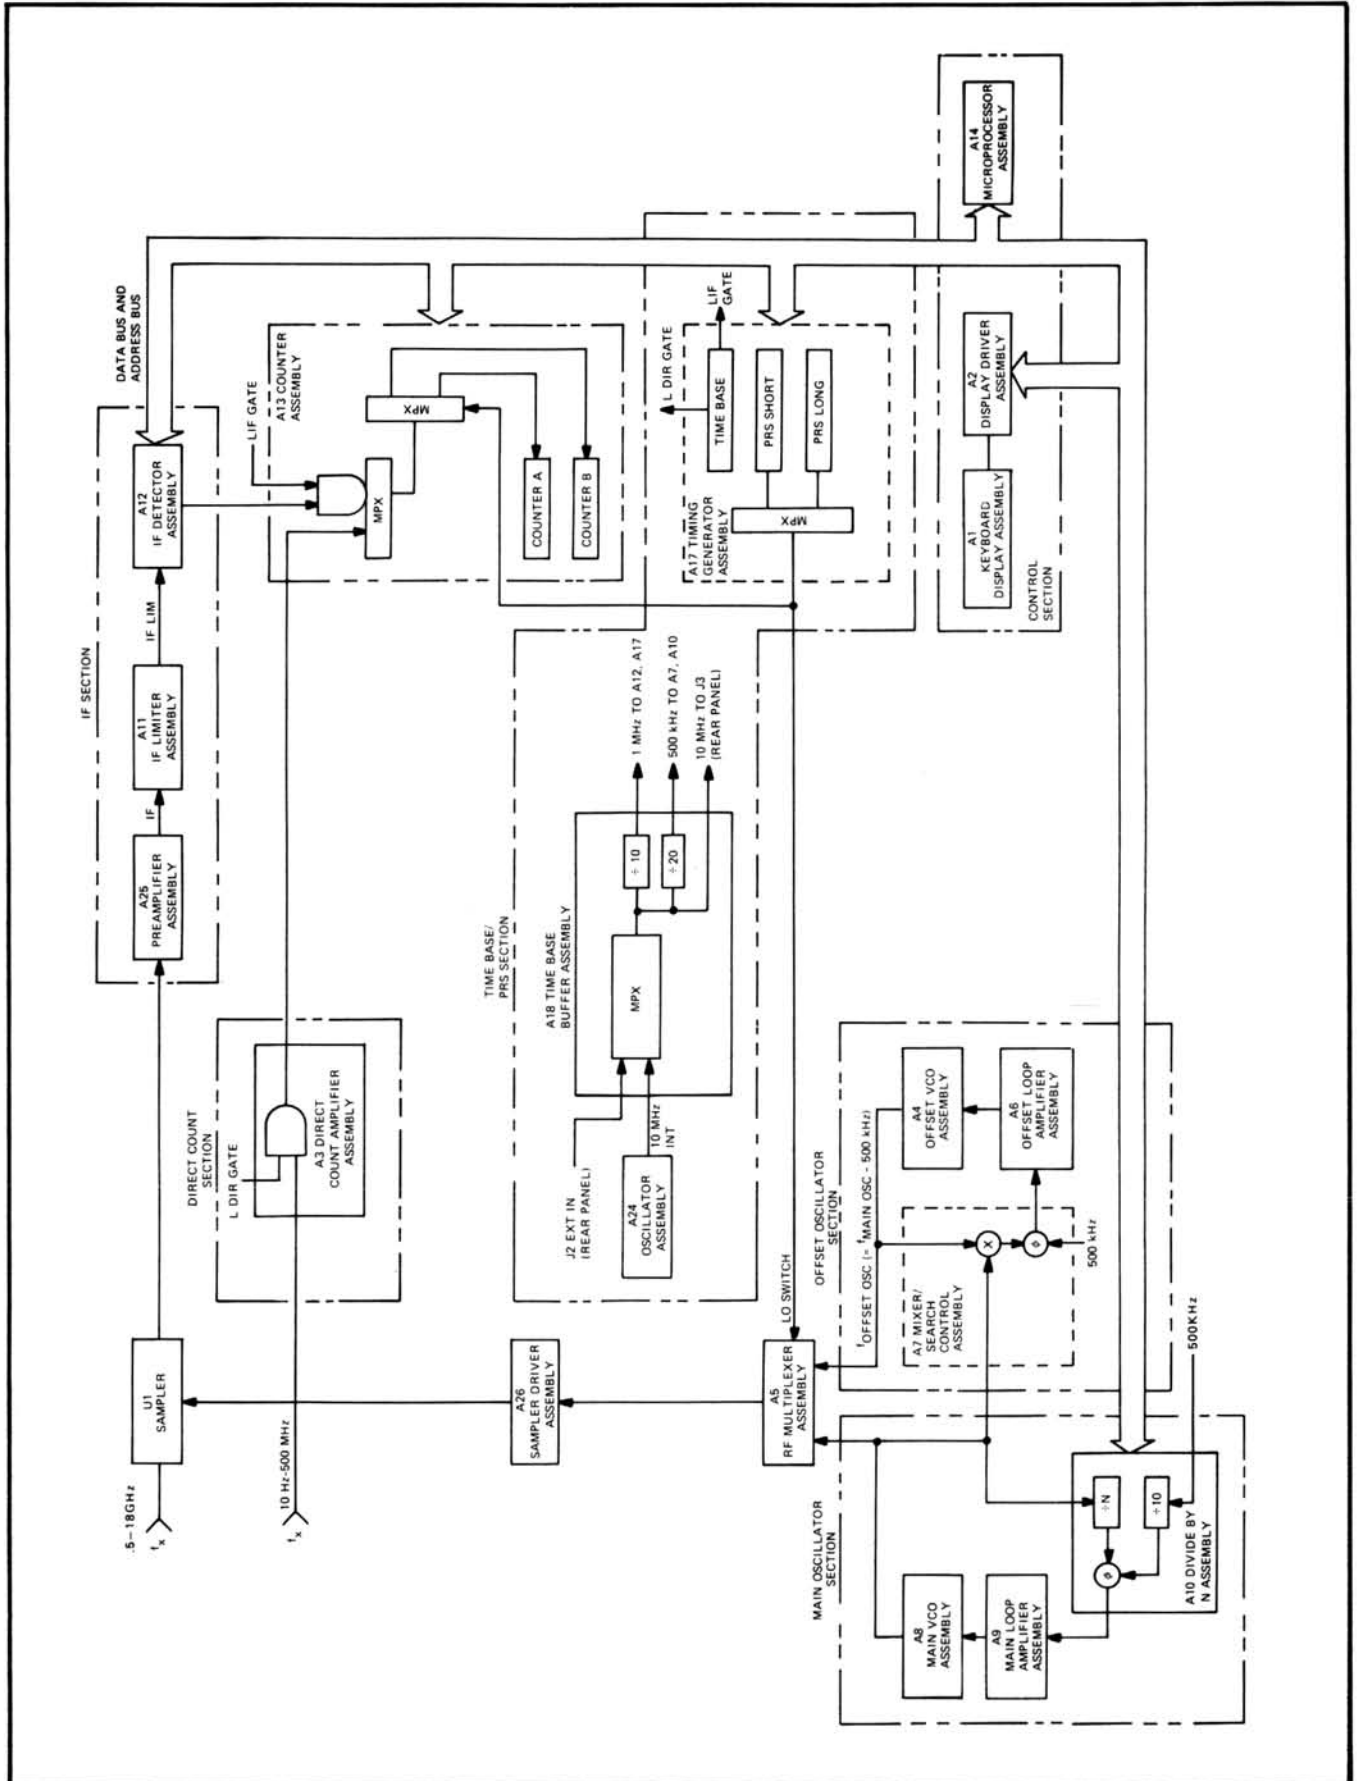 .5–18GHz
fx
U1
SAMPLER
IF SECTION
A25
PREAMPLIFIER
ASSEMBLY
IF
A11
IF LIMITER
ASSEMBLY
IF LIM
A12
IF DETECTOR
ASSEMBLY
DATA BUS AND
ADDRESS BUS
DIRECT COUNT
SECTION
L DIR GATE
A3 DIRECT
COUNT AMPLIFIER
ASSEMBLY
10 Hz-500 MHz
fx
LIF GATE
A13 COUNTER
ASSEMBLY
MPX
MPX
COUNTER A
COUNTER B
A26
SAMPLER DRIVER
ASSEMBLY
TIME BASE/
PRS SECTION
A18 TIME BASE
BUFFER ASSEMBLY
J2 EXT IN
(REAR PANEL)
A24
OSCILLATOR
ASSEMBLY
10 MHz
INT
MPX
÷ 10
÷20
1 MHz TO A12, A17
500 kHz TO A7, A10
10 MHz TO J3
(REAR PANEL)
L DIR GATE
LIF
GATE
TIME BASE
PRS SHORT
PRS LONG
MPX
A17 TIMING
GENERATOR
ASSEMBLY
A5
RF MULTIPLEXER
ASSEMBLY
LO SWITCH
OFFSET OSCILLATOR
SECTION
fOFFSET OSC (= fMAIN OSC - 500 kHz)
A7 MIXER/
SEARCH
CONTROL
ASSEMBLY
X
ϕ
500 kHz
A4
OFFSET VCO
ASSEMBLY
A6
OFFSET LOOP
AMPLIFIER
ASSEMBLY
MAIN OSCILLATOR
SECTION
A8
MAIN VCO
ASSEMBLY
A9
MAIN LOOP
AMPLIFIER
ASSEMBLY
ϕ
÷N
÷10
A10 DIVIDE BY
N ASSEMBLY
500KHz
A1
KEYBOARD
DISPLAY ASSEMBLY
A2
DISPLAY DRIVER
ASSEMBLY
CONTROL
SECTION
A14
MICROPROCESSOR
ASSEMBLY